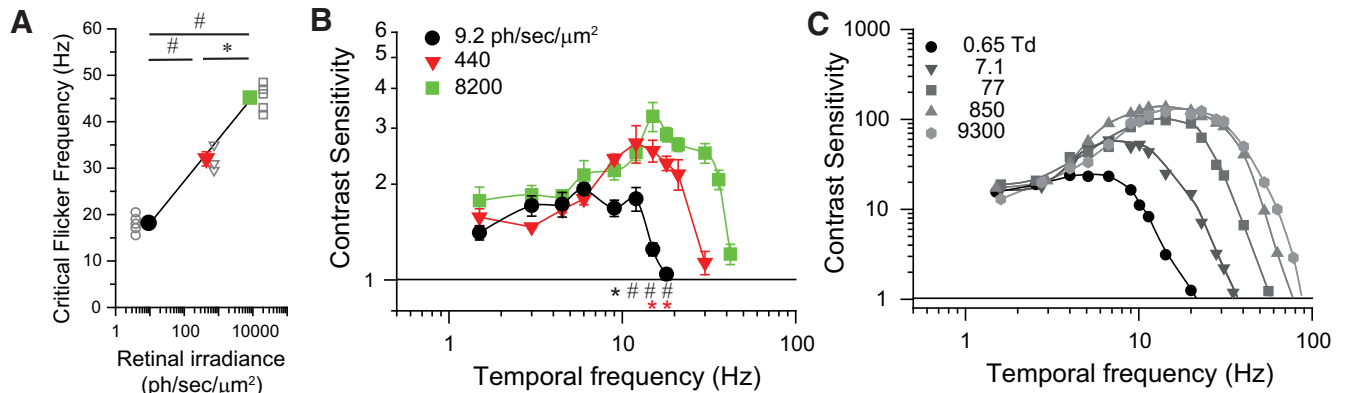 A
#
#
*
60
50
40
30
20
10
0
Critical Flicker Frequency (Hz)
1
100
10000
Retinal irradiance
(ph/sec/μm²)
B
9.2 ph/sec/μm²
440
8200
6
5
4
3
2
1
Contrast Sensitivity
* # # #
* *
1
10
100
Temporal frequency (Hz)
C
0.65 Td
7.1
77
850
9300
1000
100
10
1
Contrast Sensitivity
1
10
100
Temporal frequency (Hz)